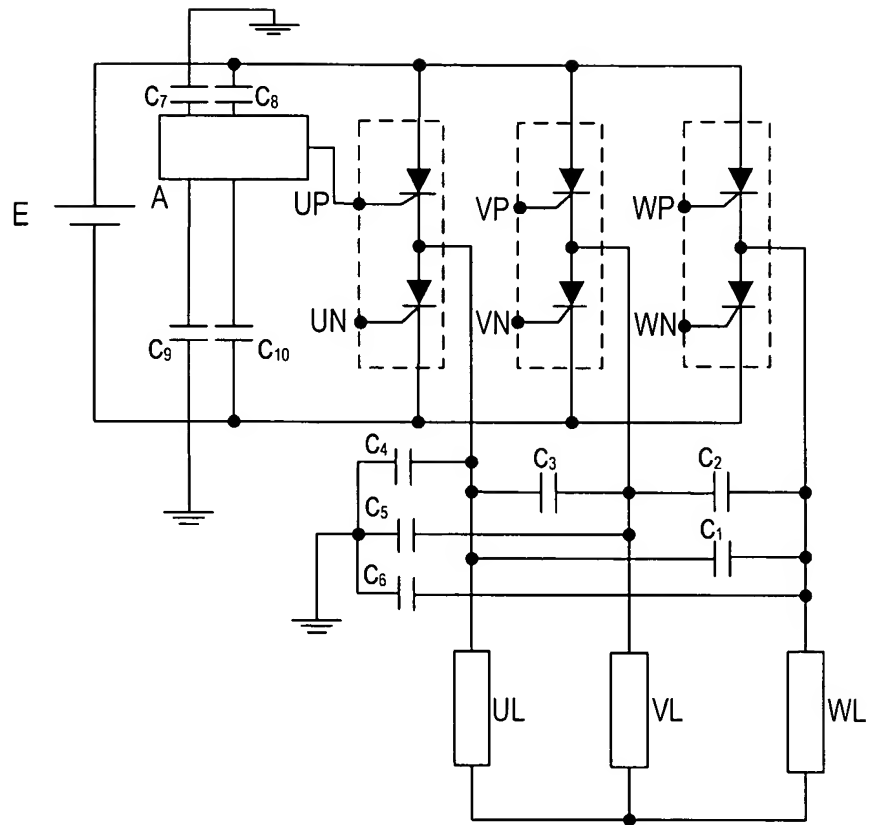 C₇ C₈
A
E
UP VP WP
UN VN WN
C₉ C₁₀
C₄ C₃ C₂
C₅ C₁
C₆
UL VL WL